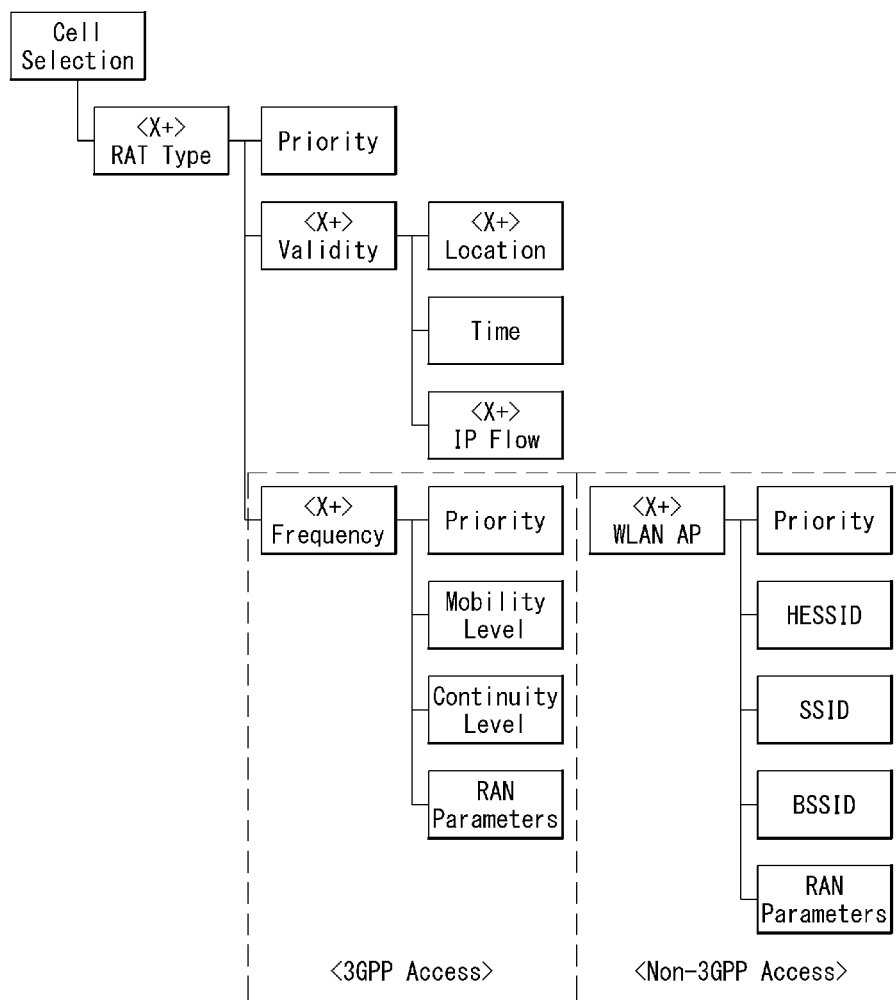 Cell
Selection
<X+>
RAT Type
Priority
<X+>
Validity
<X+>
Location
Time
<X+>
IP Flow
<X+>
Frequency
Priority
Mobility
Level
Continuity
Level
RAN
Parameters
<X+>
WLAN AP
Priority
HESSID
SSID
BSSID
RAN
Parameters
<3GPP Access>
<Non-3GPP Access>